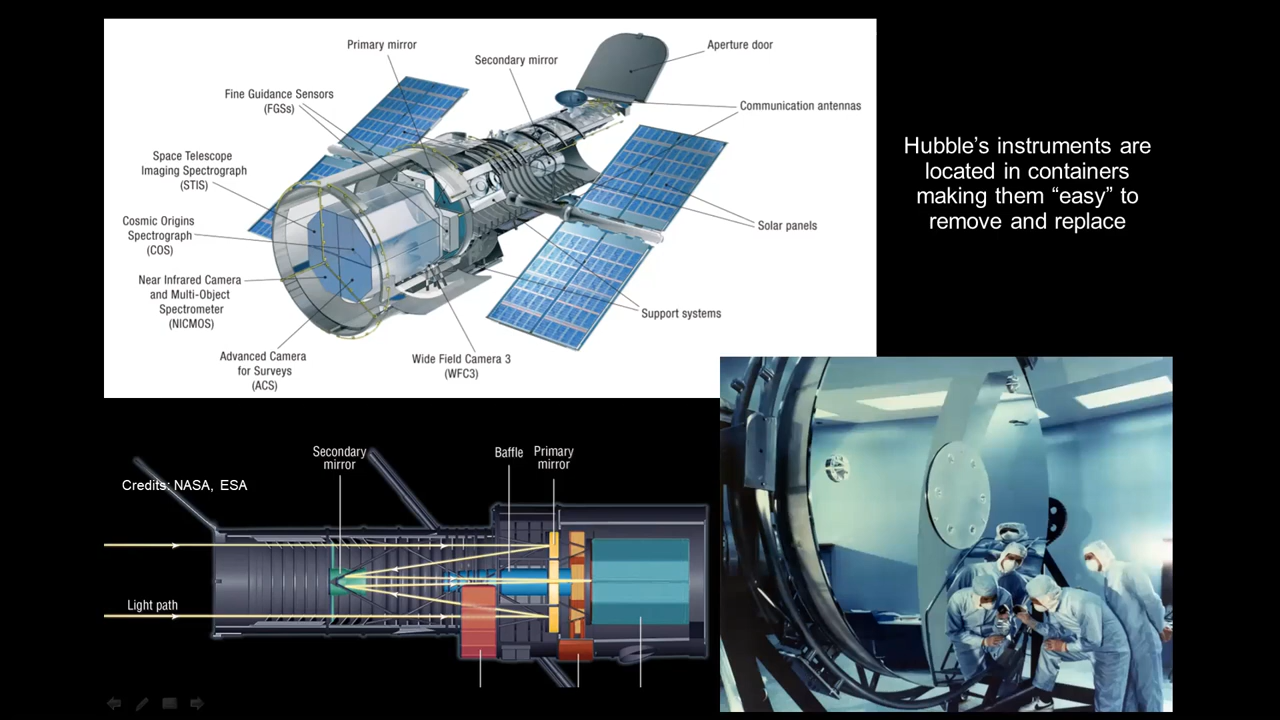 Primary mirror
Secondary mirror
Aperture door
Fine Guidance Sensors
(FGSs)
Communication antennas
Space Telescope
Imaging Spectrograph
(STIS)
Cosmic Origins
Spectrograph
(COS)
Solar panels
Near Infrared Camera
and Multi-Object
Spectrometer
(NICMOS)
Support systems
Advanced Camera
for Surveys
(ACS)
Wide Field Camera 3
(WFC3)
Hubble’s instruments are
located in containers
making them “easy” to
remove and replace
Secondary
mirror
Baffle
Primary
mirror
Credits: NASA, ESA
Light path